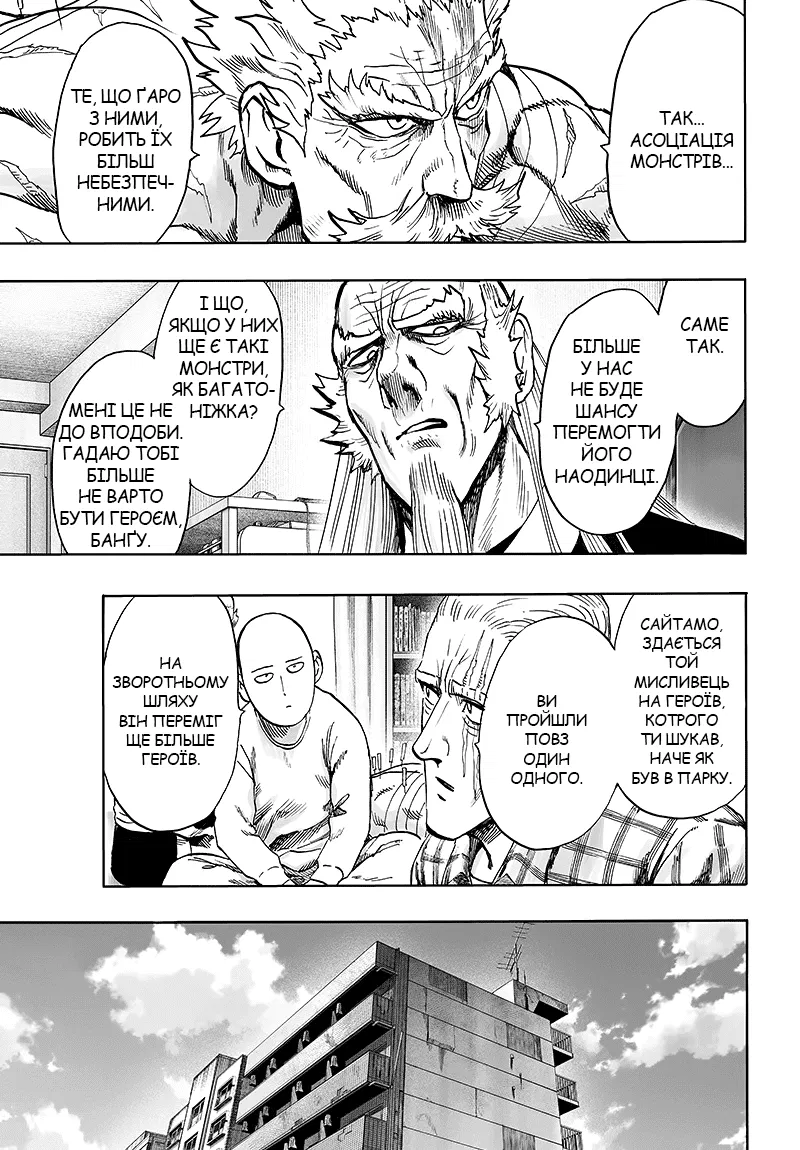 ТАК...
АСОЦІАЦІЯ
МОНСТРІВ...
ТЕ, ЩО ҐАРО
З НИМИ,
РОБИТЬ ЇХ
БІЛЬШ
НЕБЕЗПЕЧ-
НИМИ.
САМЕ
ТАК.
БІЛЬШЕ
У НАС
НЕ БУДЕ
ШАНСУ
ПЕРЕМОГТИ
ЙОГО
НАОДИНЦІ.
І ЩО,
ЯКЩО У НИХ
ЩЕ Є ТАКІ
МОНСТРИ,
ЯК БАГАТО-
НІЖКА?
МЕНІ ЦЕ НЕ
ДО ВПОДОБИ.
ГАДАЮ ТОБІ
БІЛЬШЕ
НЕ ВАРТО
БУТИ ГЕРОЄМ,
БАНҐУ.
САЙТАМО,
ЗДАЄТЬСЯ
ТОЙ
МИСЛИВЕЦЬ
НА ГЕРОЇВ,
КОТРОГО
ТИ ШУКАВ,
НАЧЕ ЯК
БУВ В ПАРКУ.
ВИ
ПРОЙШЛИ
ПОВЗ
ОДИН
ОДНОГО.
НА
ЗВОРОТНЬОМУ
ШЛЯХУ
ВІН ПЕРЕМІГ
ЩЕ БІЛЬШЕ
ГЕРОЇВ.